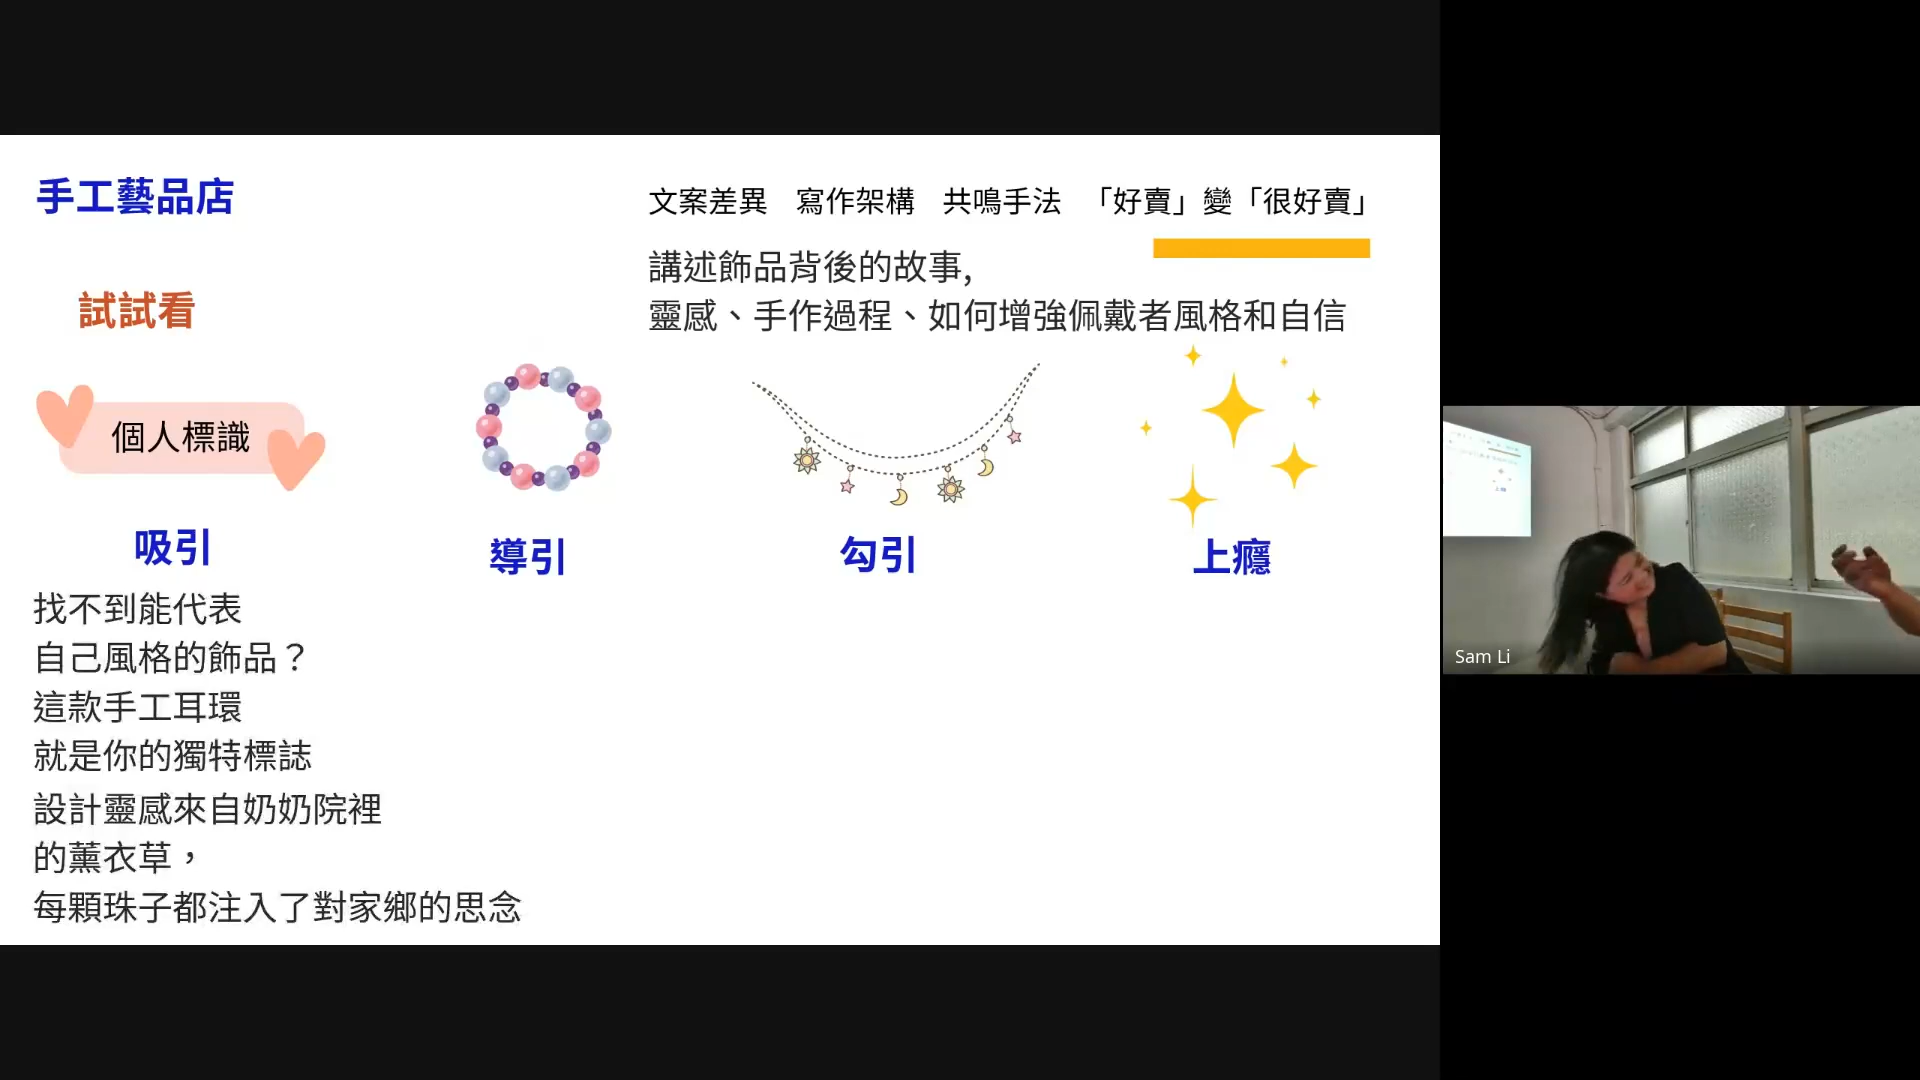 手工藝品店
文案差異 寫作架構 共鳴手法 「好賣」變「很好賣」
講述飾品背後的故事,
靈感、手作過程、如何增強佩戴者風格和自信
試試看
個人標識
吸引
導引
勾引
上癮
找不到能代表
自己風格的飾品？
這款手工耳環
就是你的獨特標誌
設計靈感來自奶奶院裡
的薰衣草，
每顆珠子都注入了對家鄉的思念
Sam Li